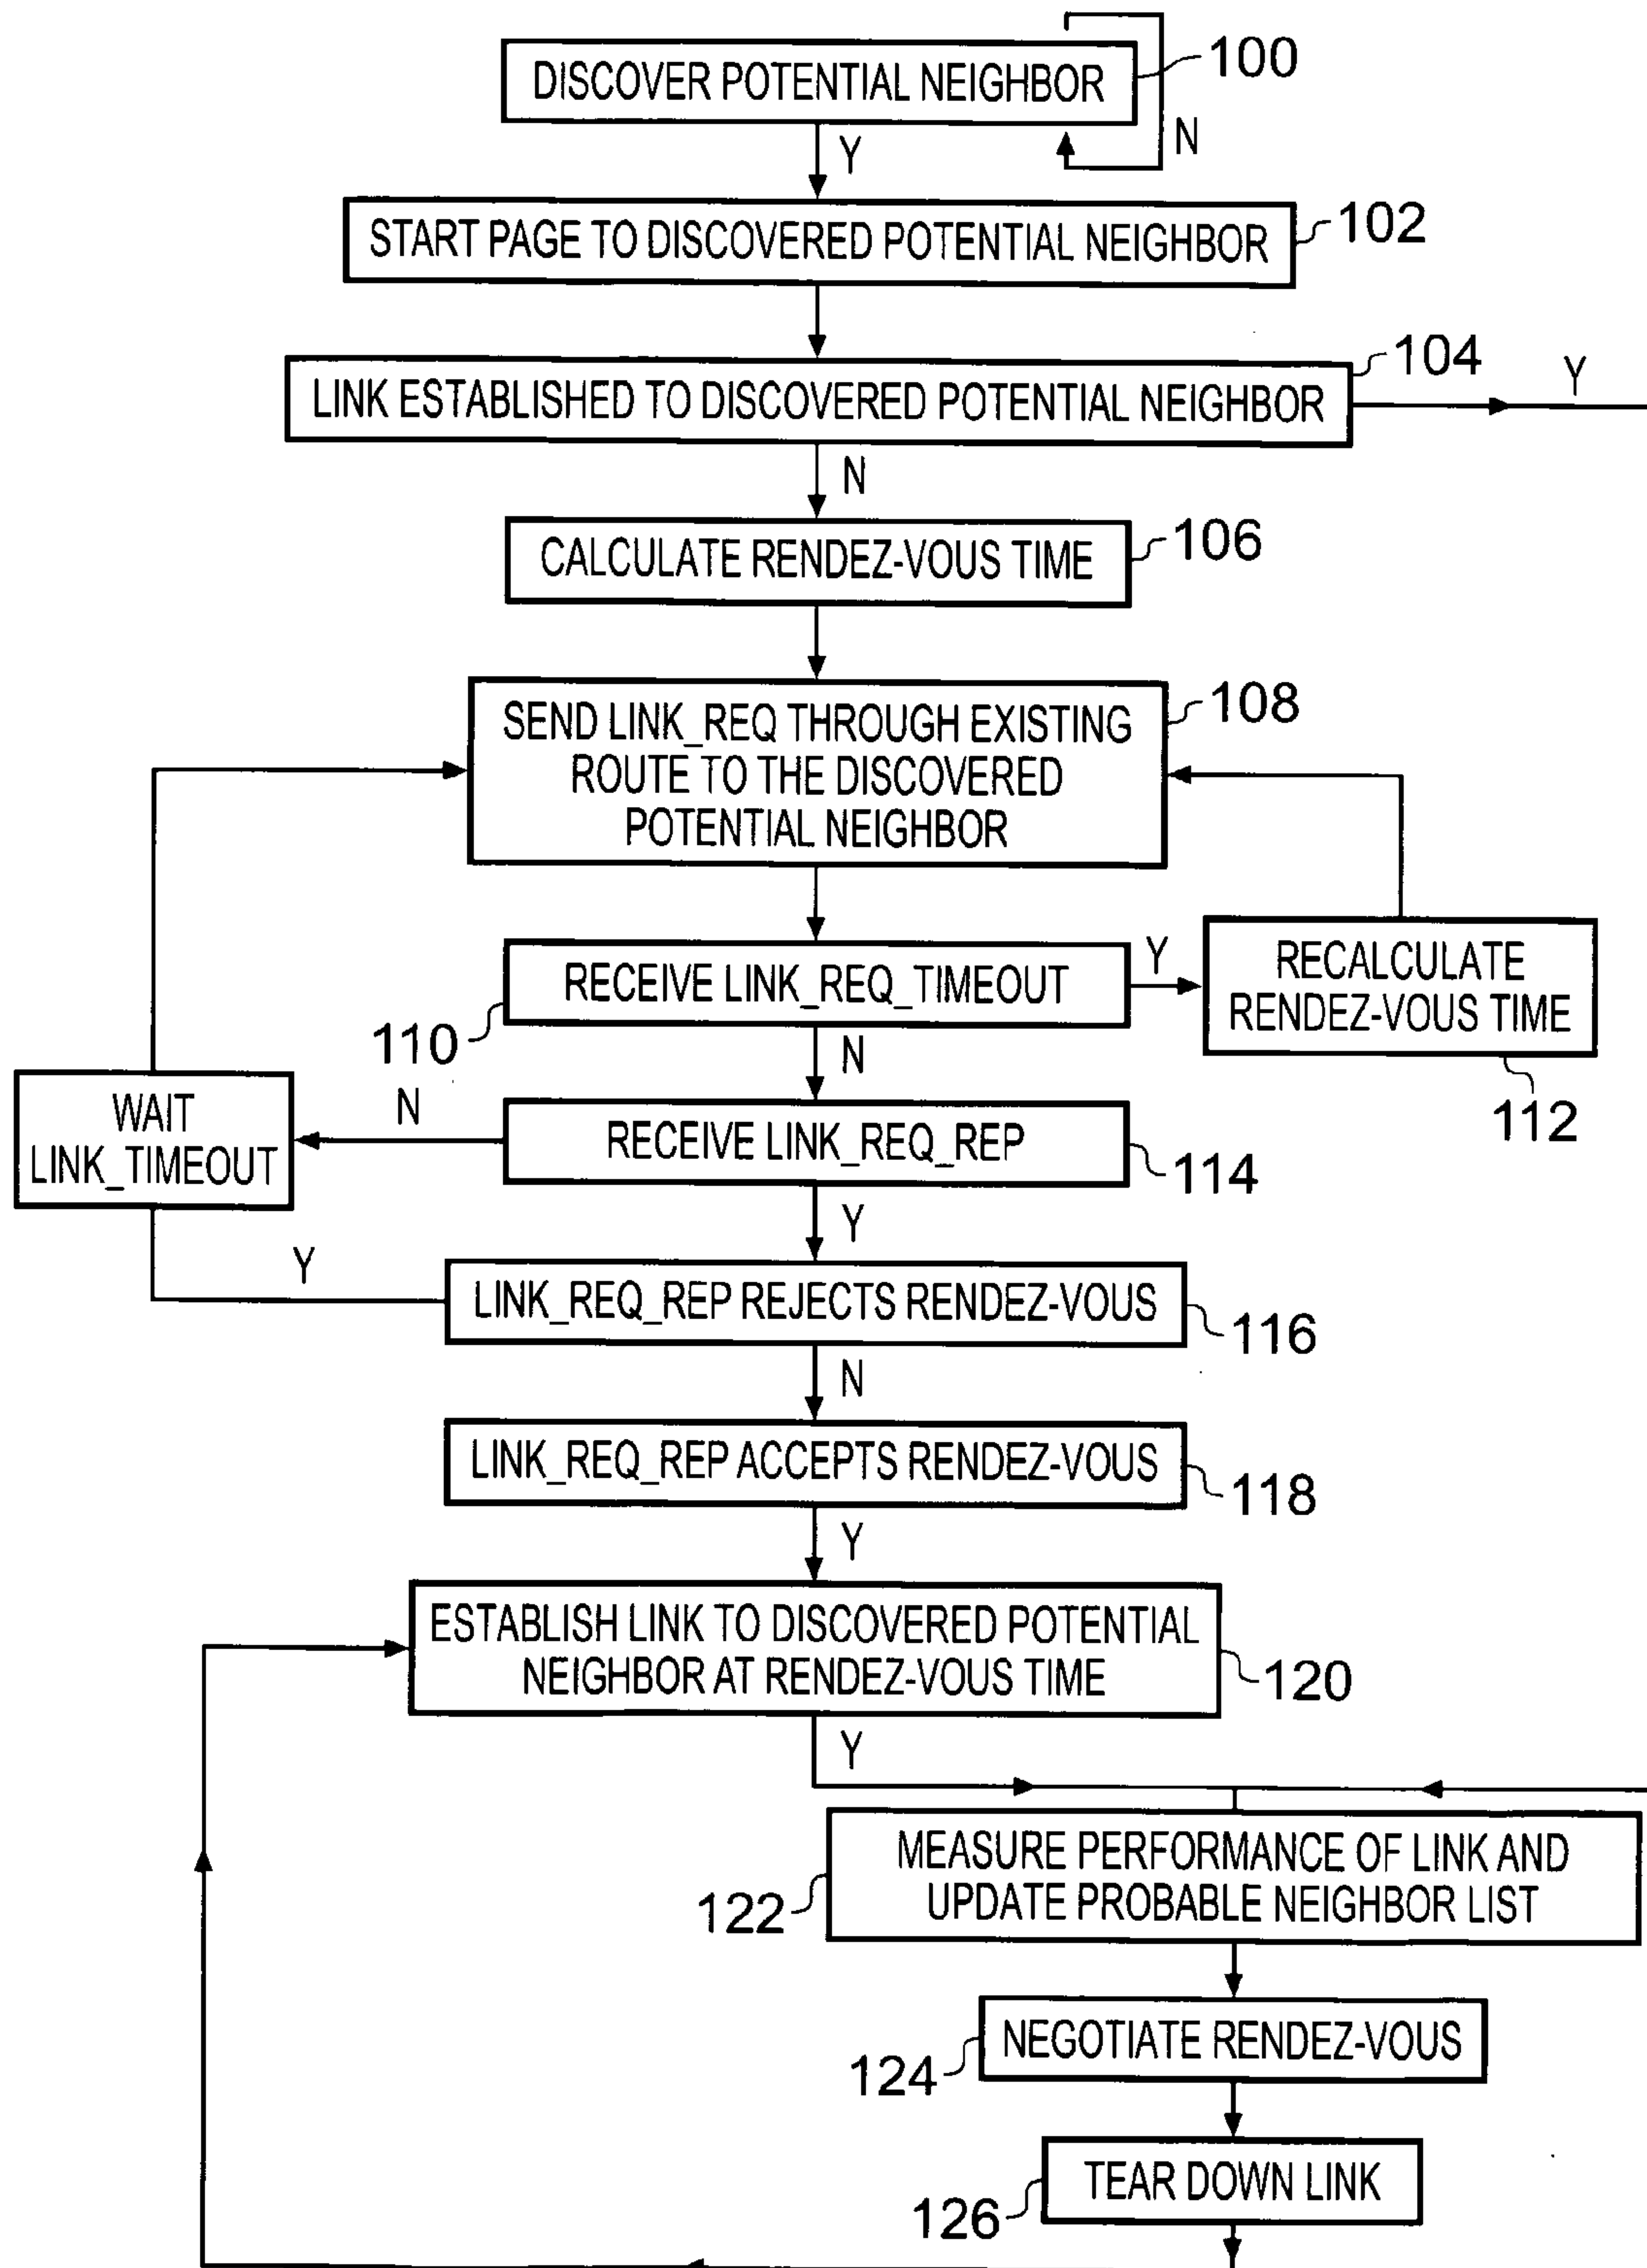 DISCOVER POTENTIAL NEIGHBOR
100
N
Y
START PAGE TO DISCOVERED POTENTIAL NEIGHBOR
102
LINK ESTABLISHED TO DISCOVERED POTENTIAL NEIGHBOR
104
Y
N
CALCULATE RENDEZ-VOUS TIME
106
SEND LINK_REQ THROUGH EXISTING
ROUTE TO THE DISCOVERED
POTENTIAL NEIGHBOR
108
RECEIVE LINK_REQ_TIMEOUT
110
Y
RECALCULATE
RENDEZ-VOUS TIME
112
N
WAIT
LINK_TIMEOUT
N
RECEIVE LINK_REQ_REP
114
Y
Y
LINK_REQ_REP REJECTS RENDEZ-VOUS
116
N
LINK_REQ_REP ACCEPTS RENDEZ-VOUS
118
Y
ESTABLISH LINK TO DISCOVERED POTENTIAL
NEIGHBOR AT RENDEZ-VOUS TIME
120
Y
MEASURE PERFORMANCE OF LINK AND
UPDATE PROBABLE NEIGHBOR LIST
122
NEGOTIATE RENDEZ-VOUS
124
TEAR DOWN LINK
126